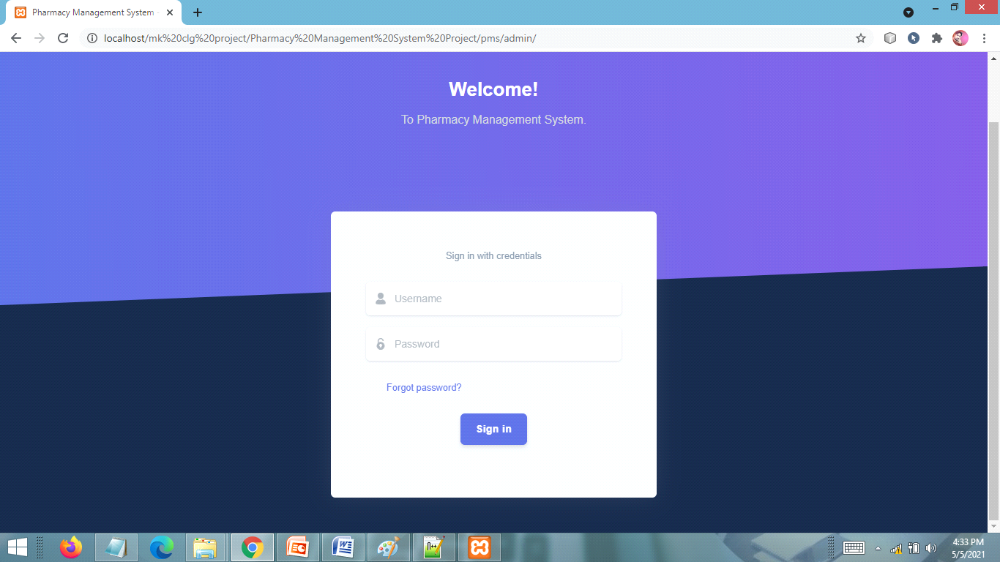 Pharmacy Management System -
localhost/mk%20clg%20project/Pharmacy%20Management%20System%20Project/pms/admin/
Welcome!
To Pharmacy Management System.
Sign in with credentials
Username
Password
Forgot password?
Sign in
4:33 PM
5/5/2021